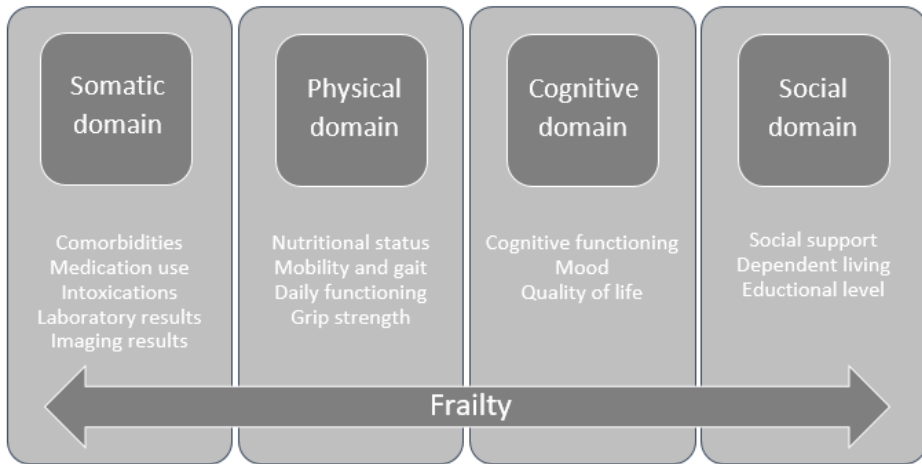 Somatic
domain
Comorbidities
Medication use
Intoxications
Laboratory results
Imaging results
Physical
domain
Nutritional status
Mobility and gait
Daily functioning
Grip strength
Cognitive
domain
Cognitive functioning
Mood
Quality of life
Social
domain
Social support
Dependent living
Eductional level
Frailty